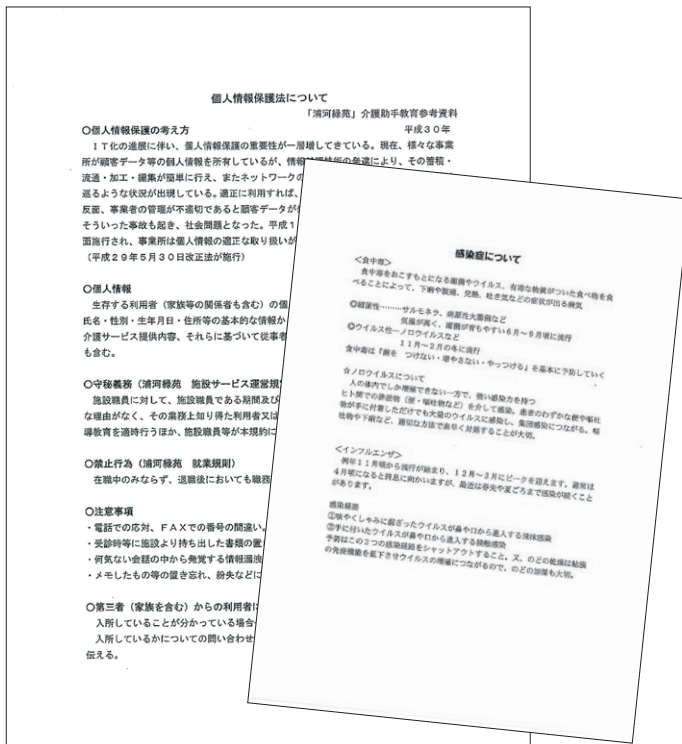 個人情報保護法について
「浦河緑苑」介護助手教育参考資料
○個人情報保護の考え方 平成30年
IT化の進展に伴い、個人情報保護の重要性が一層増してきている。現在、様々な事業
所が顧客データ等の個人情報を所有しているが、情報
の発達により、その蓄積・
流通・加工・編集が簡単に行え、またネットワークの
巡るような状況が出現している。適正に利用すれば、
反面、事業者の管理が不適切であると顧客データが
そういった事故も起き、社会問題となった。平成1
面施行され、事業所は個人情報の適正な取り扱いが
(平成29年5月30日改正法が施行)
○個人情報
生存する利用者(家族等の関係者も含む)の個
氏名・性別・生年月日・住所等の基本的な情報か
介護サービス提供内容、それらに基づいて従事者
も含む。
○守秘義務(浦河緑苑 施設サービス運営規
施設職員に対して、施設職員である期間及び
な理由がなく、その業務上知り得た利用者又は
導教育を適時行うほか、施設職員等が本規約に
○禁止行為(浦河緑苑 就業規則)
在職中のみならず、退職後においても職務
○注意事項
・電話での応対、FAXでの番号の間違い。
・受診時等に施設より持ち出した書類の置
・何気ない会話の中から発覚する情報漏洩
・メモしたもの等の置き忘れ、紛失などに
○第三者(家族を含む)からの利用者に
入所していることが分かっている場合
入所しているかについての問い合わせ
伝える。
感染症について
<食中毒>
食中毒をおこすもとになる細菌やウイルス、有毒な物質がついた食べ物を食
べることによって、下痢や腹痛、発熱、吐き気などの症状が出る病気
◎細菌性………サルモネラ、病原性大腸菌など
気温が高く、細菌が育ちやすい6月~9月頃に流行
◎ウイルス性…ノロウイルスなど
11月~2月の冬に流行
食中毒は『菌を つけない・増やさない・やっつける』を基本に予防していく
☆ノロウイルスについて
人の体内でしか増殖できない一方で、強い感染力を持つ
ヒト間での排泄物(便・嘔吐物など)を介して感染。患者のわずかな便や嘔吐
物が手に付着しただけでも大量のウイルスに感染し、集団感染につながる。嘔
吐物や下痢など、適切な方法で素早く対処することが大切。
<インフルエンザ>
例年11月頃から流行が始まり、12月~3月にピークを迎えます。通常は
4月頃になると終息に向かいますが、最近は春先や夏ごろまで感染が続くこと
があります。
感染経路
①咳やくしゃみに混ざったウイルスが鼻や口から進入する飛沫感染
②手に付いたウイルスが鼻や口から進入する接触感染
予防はこの2つの感染経路をシャットアウトすること。又、のどの乾燥は粘膜
の免疫機能を低下させウイルスの増殖につながるので、のどの加湿も大切。